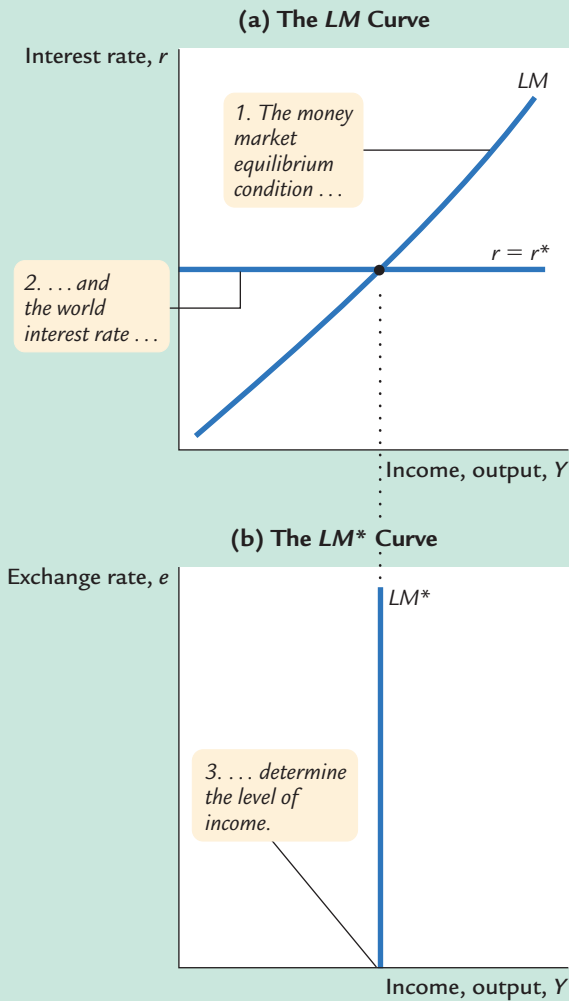 (a) The LM Curve
Interest rate, r
LM
1. The money
market
equilibrium
condition . . .
r = r*
2. . . . and
the world
interest rate . . .
Income, output, Y
(b) The LM* Curve
Exchange rate, e
LM*
3. . . . determine
the level of
income.
Income, output, Y